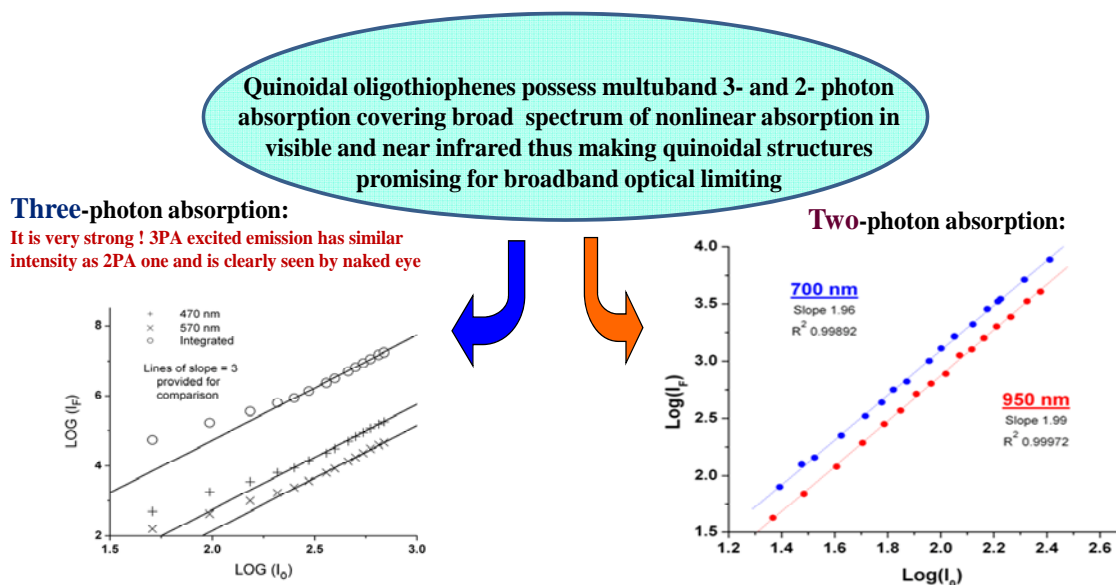 Quinoidal oligothiophenes possess multuband 3- and 2- photon
absorption covering broad spectrum of nonlinear absorption in
visible and near infrared thus making quinoidal structures
promising for broadband optical limiting
Three-photon absorption:
It is very strong ! 3PA excited emission has similar
intensity as 2PA one and is clearly seen by naked eye
+ 470 nm
× 570 nm
○ Integrated
Lines of slope = 3
provided for
comparison
LOG (I_F)
8
6
4
2
1.5
2.0
2.5
3.0
LOG (I_o)
Two-photon absorption:
700 nm
Slope 1.96
R² 0.99892
950 nm
Slope 1.99
R² 0.99972
Log(I_F)
4.0
3.5
3.0
2.5
2.0
1.5
1.2
1.4
1.6
1.8
2.0
2.2
2.4
2.6
Log(I_0)